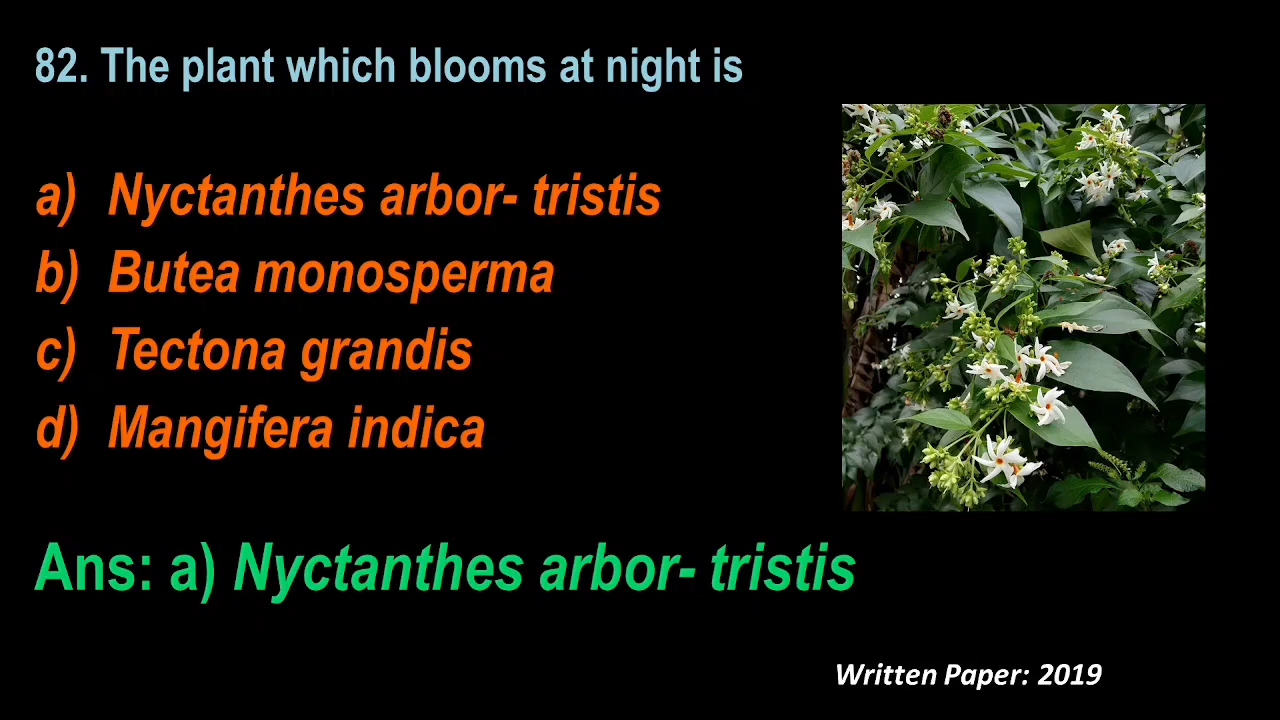 82. The plant which blooms at night is
a) Nyctanthes arbor- tristis
b) Butea monosperma
c) Tectona grandis
d) Mangifera indica
Ans: a) Nyctanthes arbor- tristis
Written Paper: 2019